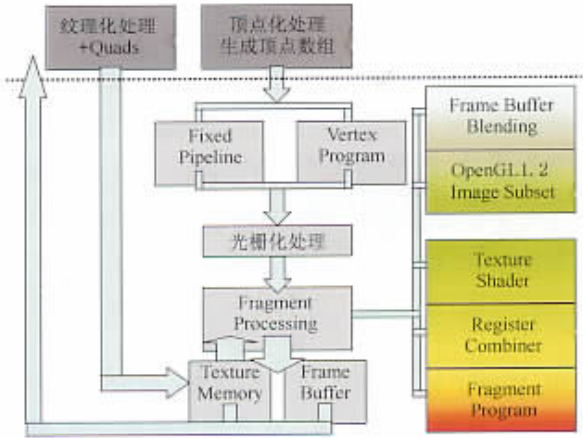 纹理化处理
+Quads
顶点化处理
生成顶点数组
Fixed
Pipeline
Vertex
Program
光栅化处理
Fragment
Processing
Texture
Memory
Frame
Buffer
Frame Buffer
Blending
OpenGL1. 2
Image Subset
Texture
Shader
Register
Combiner
Fragment
Program